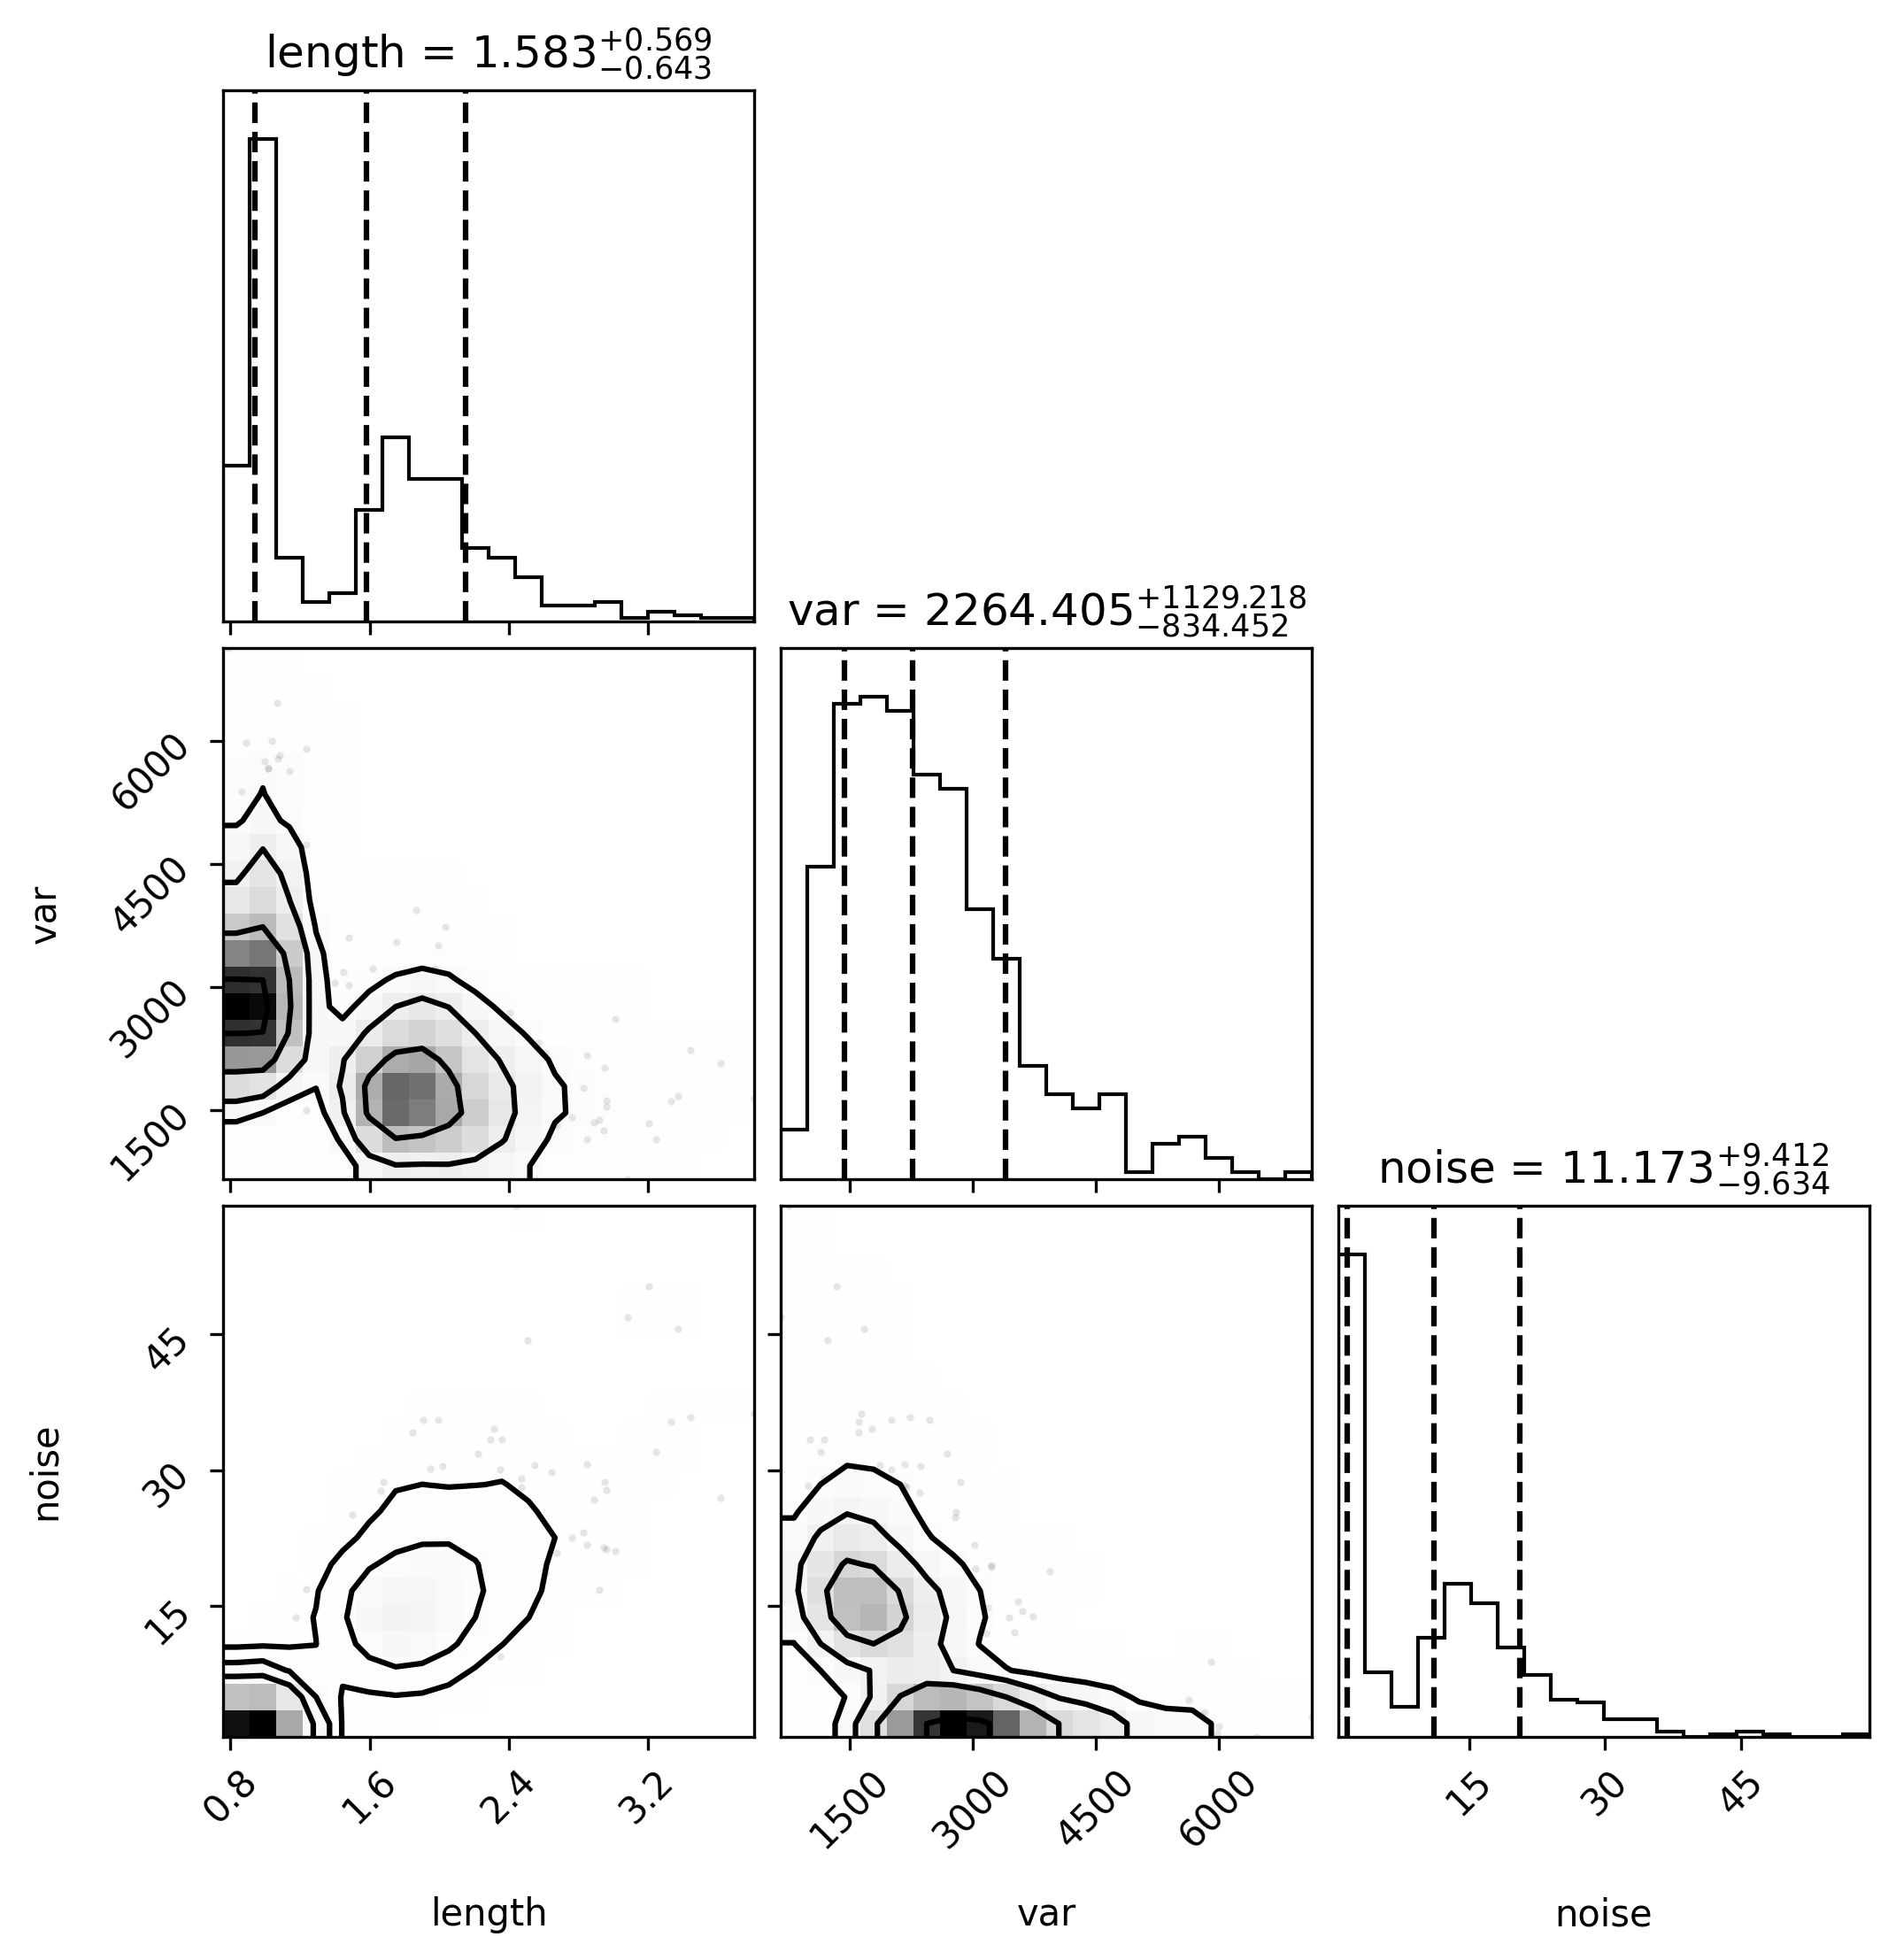 length = 1.583+0.569−0.643
var = 2264.405+1129.218−834.452
6000
4500
3000
1500
var
noise = 11.173+9.412−9.634
45
30
15
noise
0.8 1.6 2.4 3.2 1500 3000 4500 6000 15 30 45
length var noise